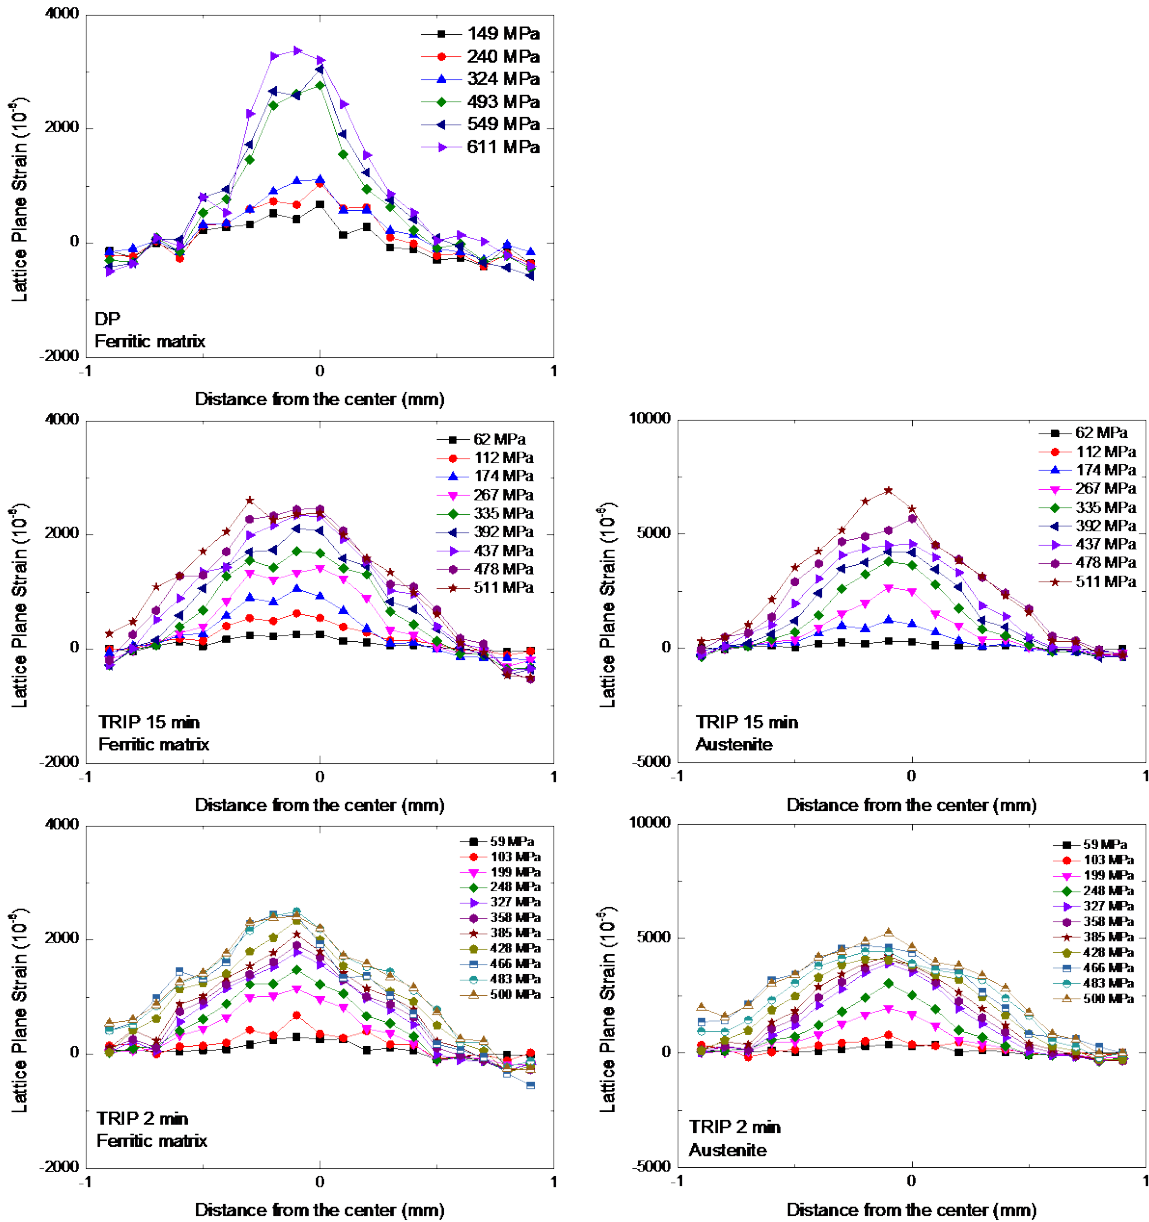 4000
2000
0
-2000
-1
0
1
Lattice Plane Strain (10⁻⁶)
Distance from the center (mm)
149 MPa
240 MPa
324 MPa
493 MPa
549 MPa
611 MPa
DP
Ferritic matrix
4000
2000
0
-2000
-1
0
1
Lattice Plane Strain (10⁻⁶)
Distance from the center (mm)
62 MPa
112 MPa
174 MPa
267 MPa
335 MPa
392 MPa
437 MPa
478 MPa
511 MPa
TRIP 15 min
Ferritic matrix
10000
5000
0
-5000
-1
0
1
Lattice Plane Strain (10⁻⁶)
Distance from the center (mm)
62 MPa
112 MPa
174 MPa
267 MPa
335 MPa
392 MPa
437 MPa
478 MPa
511 MPa
TRIP 15 min
Austenite
4000
2000
0
-2000
-1
0
1
Lattice Plane Strain (10⁻⁶)
Distance from the center (mm)
59 MPa
103 MPa
199 MPa
248 MPa
327 MPa
358 MPa
385 MPa
428 MPa
466 MPa
483 MPa
500 MPa
TRIP 2 min
Ferritic matrix
10000
5000
0
-5000
-1
0
1
Lattice Plane Strain (10⁻⁶)
Distance from the center (mm)
59 MPa
103 MPa
199 MPa
248 MPa
327 MPa
358 MPa
385 MPa
428 MPa
466 MPa
483 MPa
500 MPa
TRIP 2 min
Austenite